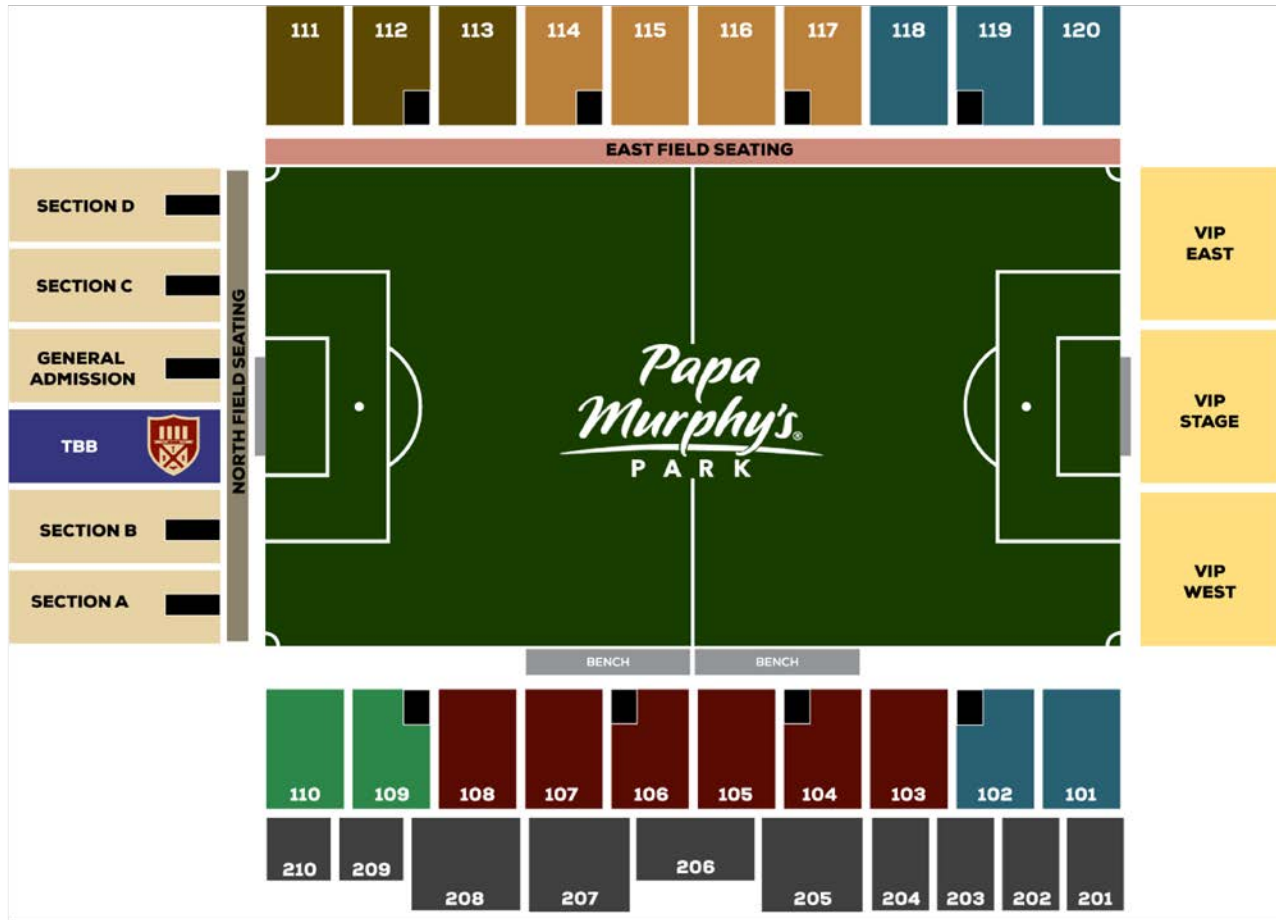 111
112
113
114
115
116
117
118
119
120
EAST FIELD SEATING
SECTION D
SECTION C
GENERAL
ADMISSION
TBB
SECTION B
SECTION A
NORTH FIELD SEATING
Papa
Murphy's®
PARK
VIP
EAST
VIP
STAGE
VIP
WEST
BENCH
BENCH
110
109
108
107
106
105
104
103
102
101
210
209
208
207
206
205
204
203
202
201